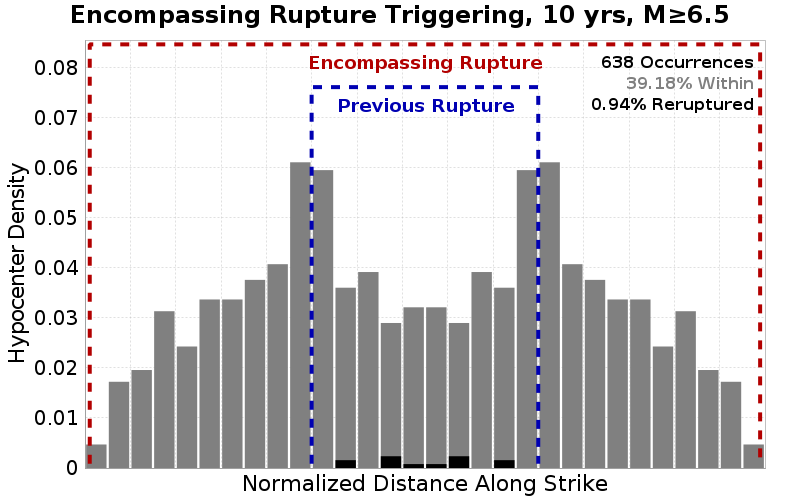 Encompassing Rupture Triggering, 10 yrs, M≥6.5
Encompassing Rupture
638 Occurrences
39.18% Within
0.94% Reruptured
Previous Rupture
Hypocenter Density
0.08
0.07
0.06
0.05
0.04
0.03
0.02
0.01
0
Normalized Distance Along Strike